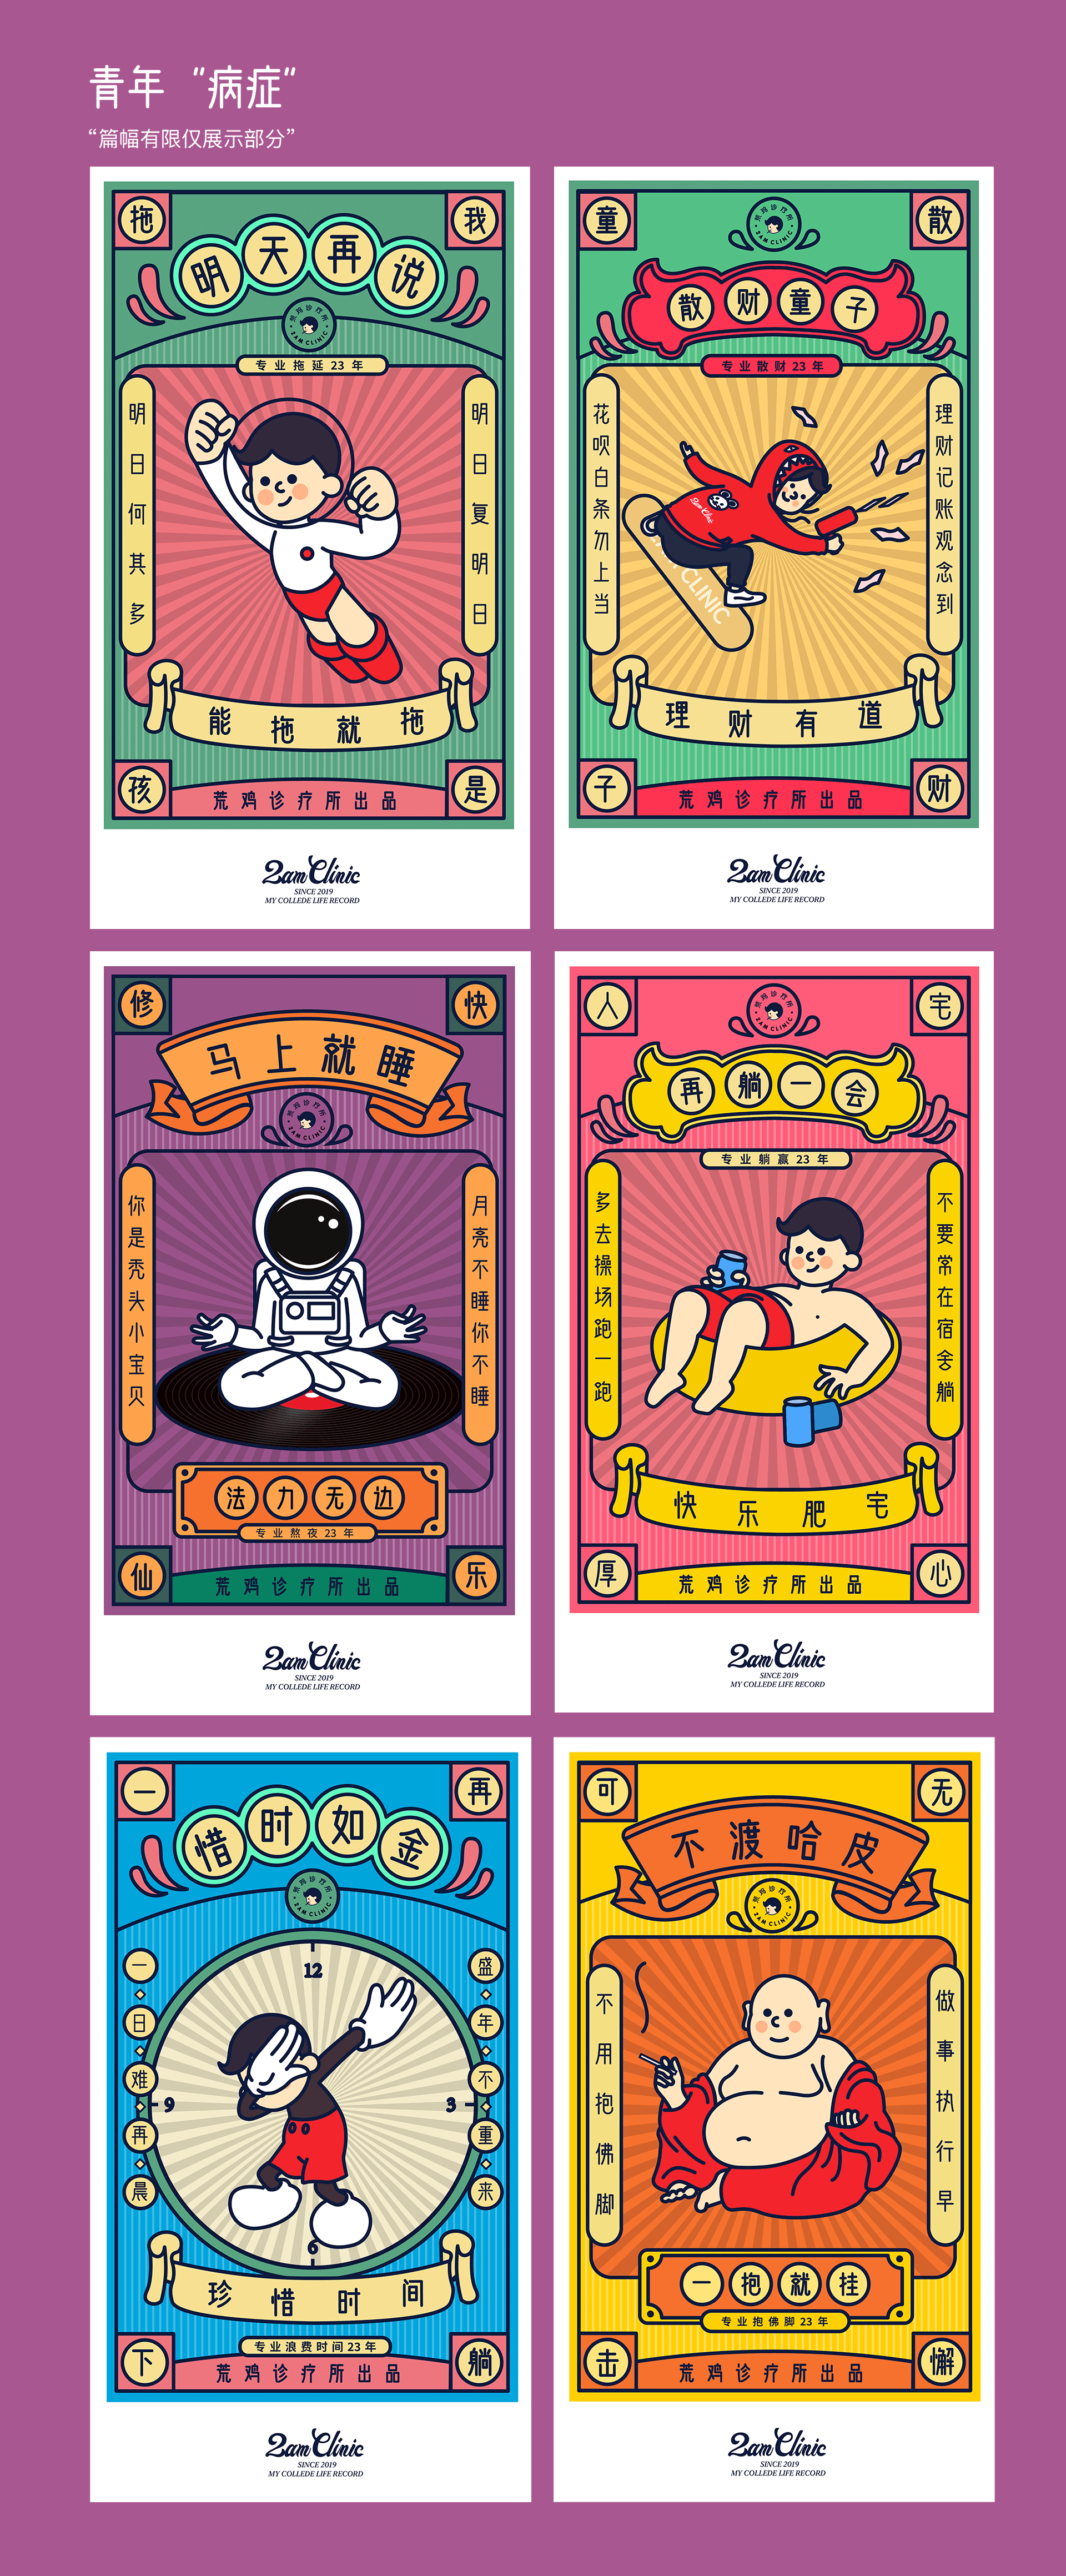 青年 "病症"
“篇幅有限仅展示部分”
拖
我
明天再说
荒鸡诊疗所
2AM CLINIC
专业拖延23年
明日何其多
明日复明日
能拖就拖
孩
是
荒鸡诊疗所出品
2am Clinic
SINCE 2019
MY COLLEDE LIFE RECORD
童
散
荒鸡诊疗所
2AM CLINIC
散财童子
专业散财23年
花呗白条勿上当
理财记账观念到
2am Clinic
CLINIC
理财有道
子
财
荒鸡诊疗所出品
2am Clinic
SINCE 2019
MY COLLEDE LIFE RECORD
修
快
马上就睡
荒鸡诊疗所
2AM CLINIC
你是秃头小宝贝
月亮不睡你不睡
法力无边
专业熬夜23年
仙
乐
荒鸡诊疗所出品
2am Clinic
SINCE 2019
MY COLLEDE LIFE RECORD
人
宅
荒鸡诊疗所
2AM CLINIC
再躺一会
专业躺赢23年
多去操场跑一跑
不要常在宿舍躺
快乐肥宅
厚
心
荒鸡诊疗所出品
2am Clinic
SINCE 2019
MY COLLEDE LIFE RECORD
一
再
惜时如金
荒鸡诊疗所
2AM CLINIC
12
一日难再晨
盛年不重来
9
3
6
珍惜时间
专业浪费时间23年
下
躺
荒鸡诊疗所出品
2am Clinic
SINCE 2019
MY COLLEDE LIFE RECORD
可
无
不渡哈皮
荒鸡诊疗所
2AM CLINIC
不用抱佛脚
做事执行早
一抱就挂
专业抱佛脚23年
击
懈
荒鸡诊疗所出品
2am Clinic
SINCE 2019
MY COLLEDE LIFE RECORD